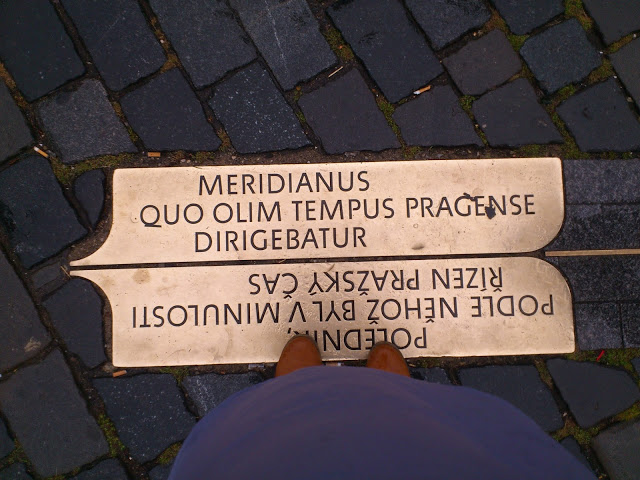 MERIDIANUS
QUO OLIM TEMPUS PRAGENSE
DIRIGEBATUR
POLEDNÍK,
PODLE NĚHOŽ BYL V MINULOSTI
ŘÍZEN PRAŽSKÝ ČAS